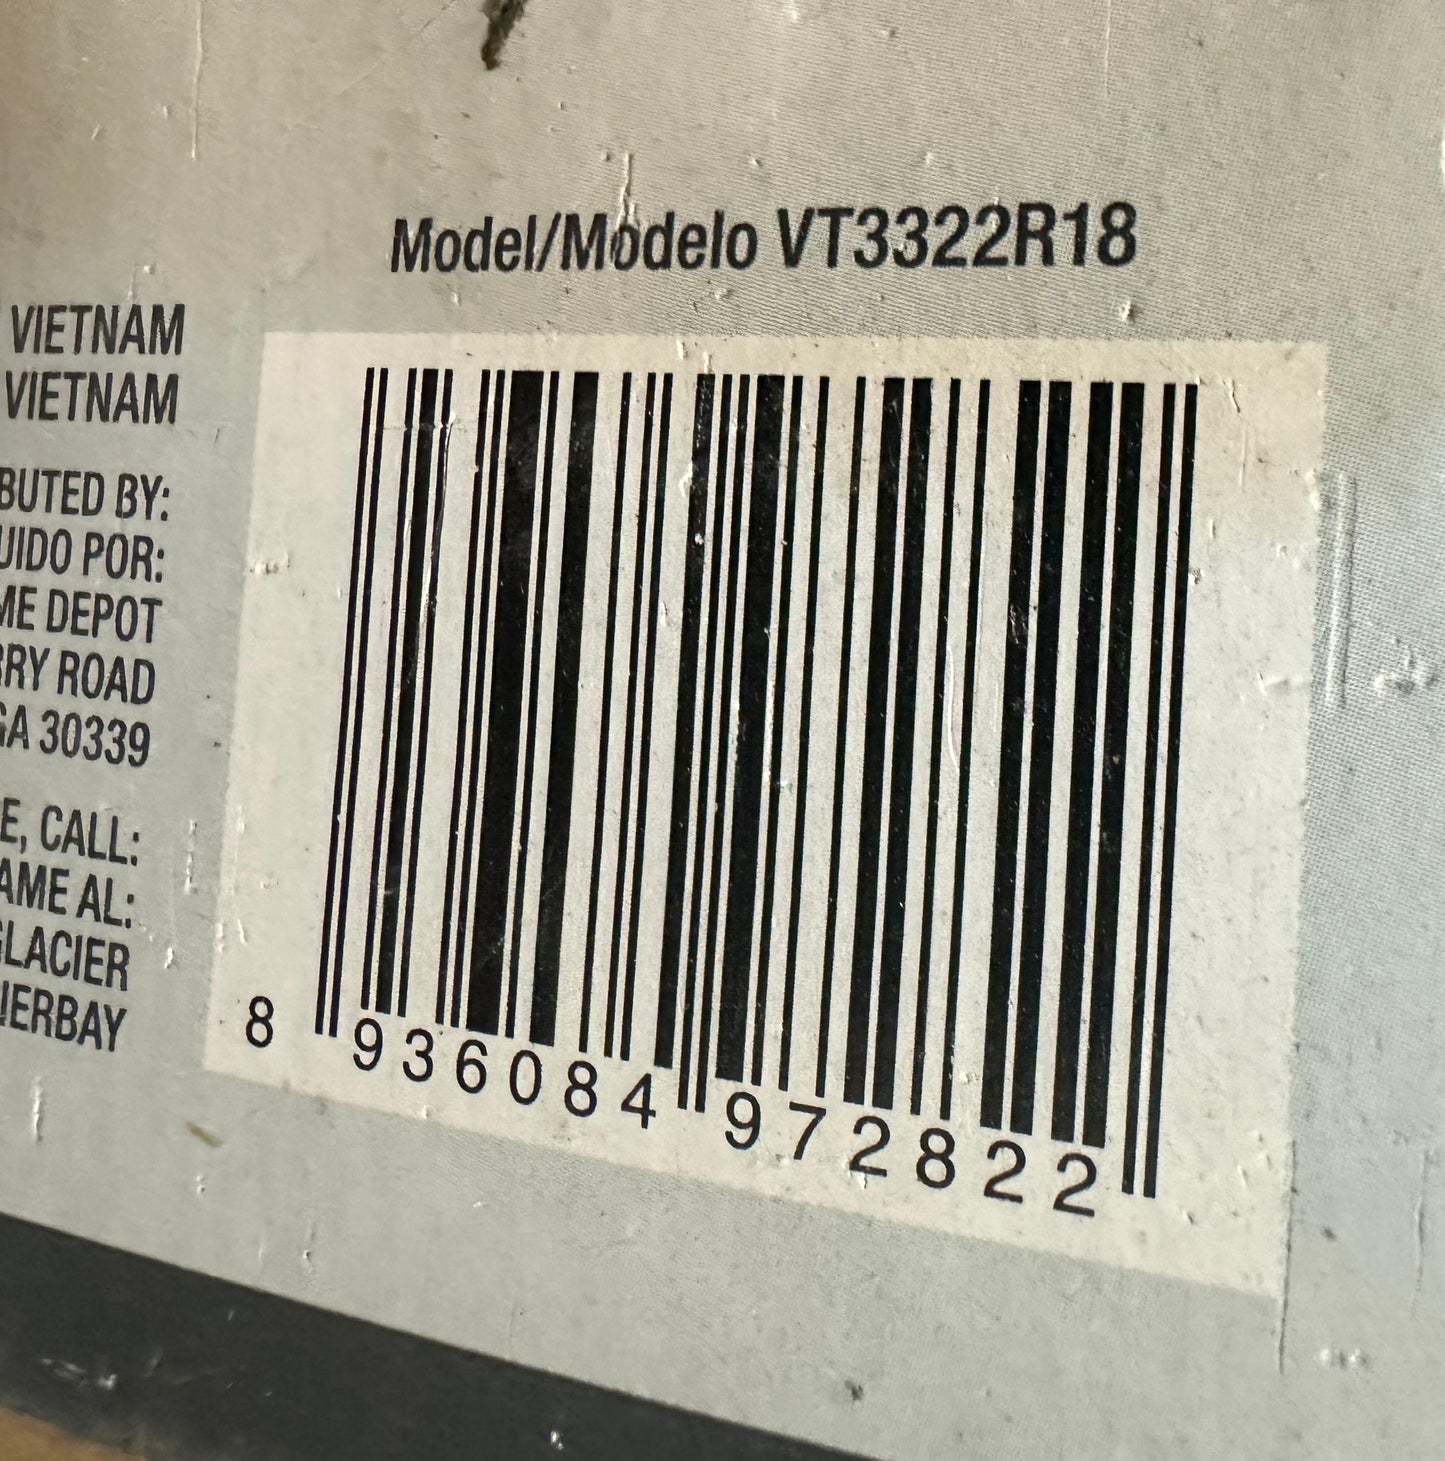 Model/Modelo VT3322R18
VIETNAM
VIETNAM
BUTED BY:
UIDO POR:
ME DEPOT
RRY ROAD
GA 30339
E, CALL:
AME AL:
GLACIER
IERBAY
8 936084 972822